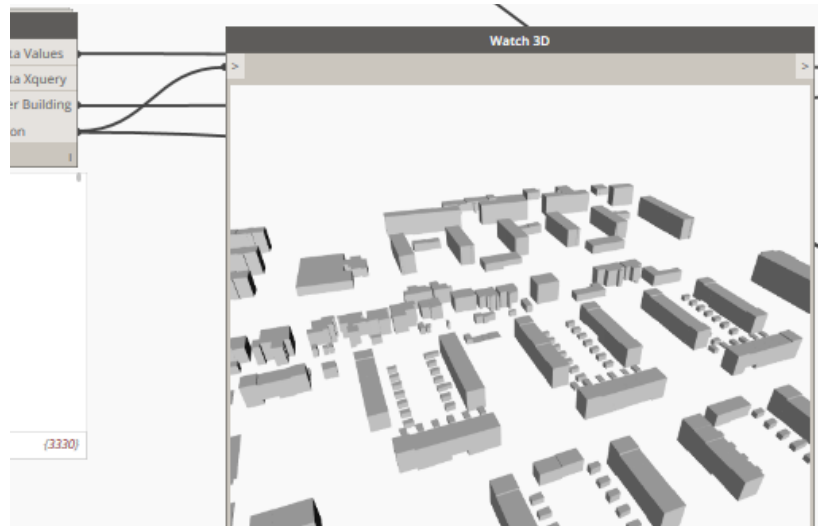 Watch 3D
ta Values
>
>
ta Xquery
er Building
on
{3330}